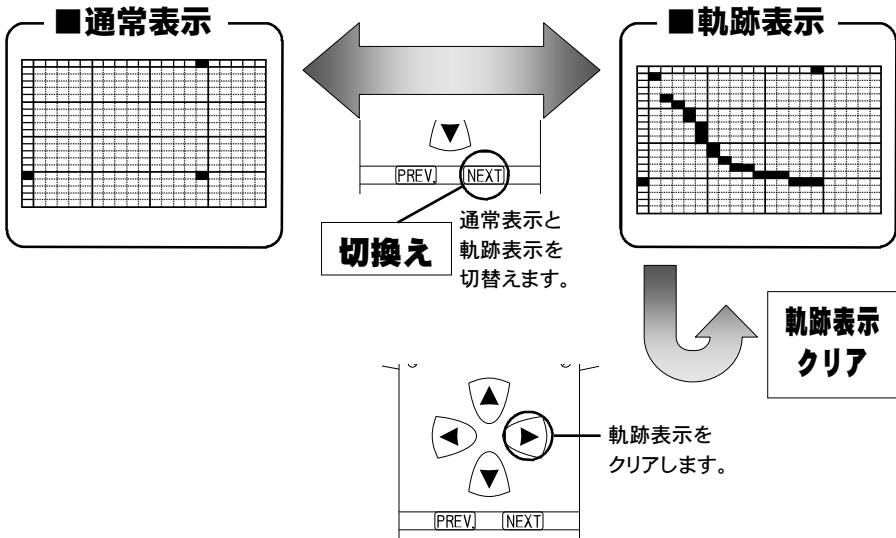 ■通常表示
■軌跡表示
PREV. NEXT
切換え
通常表示と
軌跡表示を
切替えます。
軌跡表示
クリア
軌跡表示を
クリアします。
PREV. NEXT